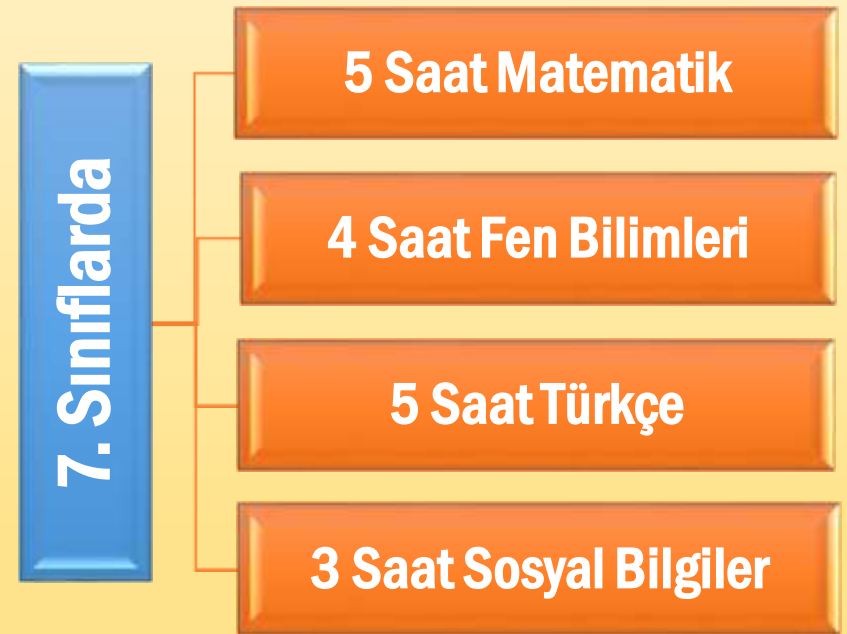 7. Sınıflarda
5 Saat Matematik
4 Saat Fen Bilimleri
5 Saat Türkçe
3 Saat Sosyal Bilgiler